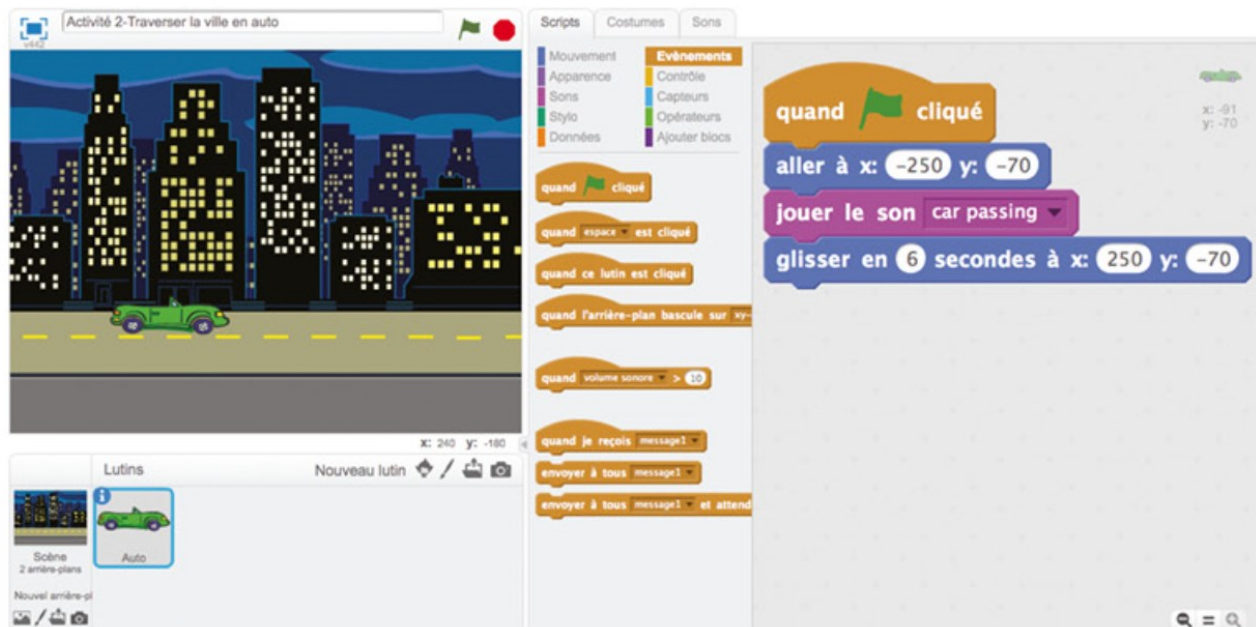 Activité 2-Traverser la ville en auto
v442
x: 240 y: -180
Lutins
Nouveau lutin
Scène
2 arrière-plans
Nouvel arrière-pl
Auto
Scripts
Costumes
Sons
Mouvement
Evènements
Apparence
Contrôle
Sons
Capteurs
Stylo
Opérateurs
Données
Ajouter blocs
quand cliqué
quand espace est cliqué
quand ce lutin est cliqué
quand l'arrière-plan bascule sur xy-
quand volume sonore > 10
quand je reçois message1
envoyer à tous message1
envoyer à tous message1 et attend
quand cliqué
aller à x: -250 y: -70
jouer le son car passing
glisser en 6 secondes à x: 250 y: -70
x: -91
y: -70